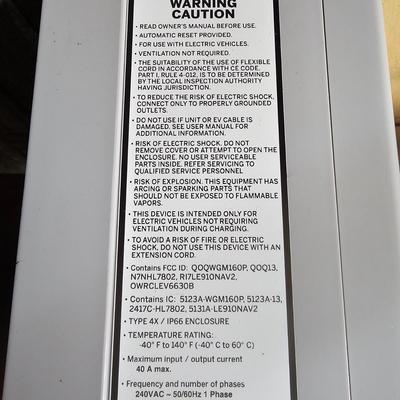 WARNING
CAUTION
• READ OWNER'S MANUAL BEFORE USE.
• AUTOMATIC RESET PROVIDED.
• FOR USE WITH ELECTRIC VEHICLES.
• VENTILATION NOT REQUIRED.
• THE SUITABILITY OF THE USE OF FLEXIBLE
CORD IN ACCORDANCE WITH CE CODE,
PART I, RULE 4-012, IS TO BE DETERMINED
BY THE LOCAL INSPECTION AUTHORITY
HAVING JURISDICTION.
• TO REDUCE THE RISK OF ELECTRIC SHOCK,
CONNECT ONLY TO PROPERLY GROUNDED
OUTLETS.
• DO NOT USE IF UNIT OR EV CABLE IS
DAMAGED. SEE USER MANUAL FOR
ADDITIONAL INFORMATION.
• RISK OF ELECTRIC SHOCK. DO NOT
REMOVE COVER OR ATTEMPT TO OPEN THE
ENCLOSURE. NO USER SERVICEABLE
PARTS INSIDE. REFER SERVICING TO
QUALIFIED SERVICE PERSONNEL
• RISK OF EXPLOSION. THIS EQUIPMENT HAS
ARCING OR SPARKING PARTS THAT
SHOULD NOT BE EXPOSED TO FLAMMABLE
VAPORS.
• THIS DEVICE IS INTENDED ONLY FOR
ELECTRIC VEHICLES NOT REQUIRING
VENTILATION DURING CHARGING.
• TO AVOID A RISK OF FIRE OR ELECTRIC
SHOCK, DO NOT USE THIS DEVICE WITH AN
EXTENSION CORD.
• Contains FCC ID: QOQWGM160P, QOQ13,
N7NHL7802, RI7LE910NAV2,
OWRCLEV6630B
• Contains IC: 5123A-WGM160P, 5123A-13,
2417C-HL7802, 5131A-LE910NAV2
• TYPE 4X / IP66 ENCLOSURE
• TEMPERATURE RATING:
-40° F to 140° F (-40° C to 60° C)
• Maximum input / output current
40 A max.
• Frequency and number of phases
240VAC ~ 50/60Hz 1 Phase